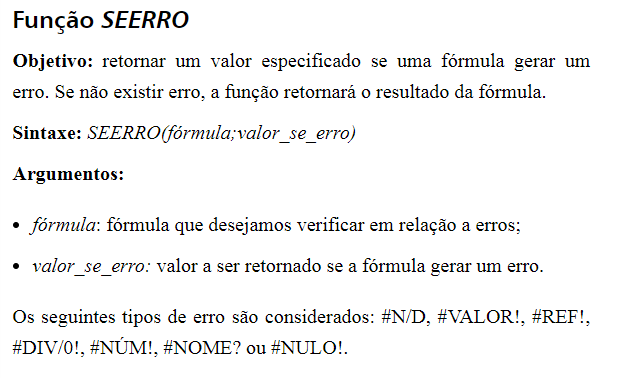 Função SEERRO
Objetivo: retornar um valor especificado se uma fórmula gerar um
erro. Se não existir erro, a função retornará o resultado da fórmula.
Sintaxe: SEERRO(fórmula;valor_se_erro)
Argumentos:
• fórmula: fórmula que desejamos verificar em relação a erros;
• valor_se_erro: valor a ser retornado se a fórmula gerar um erro.
Os seguintes tipos de erro são considerados: #N/D, #VALOR!, #REF!,
#DIV/0!, #NÚM!, #NOME? ou #NULO!.